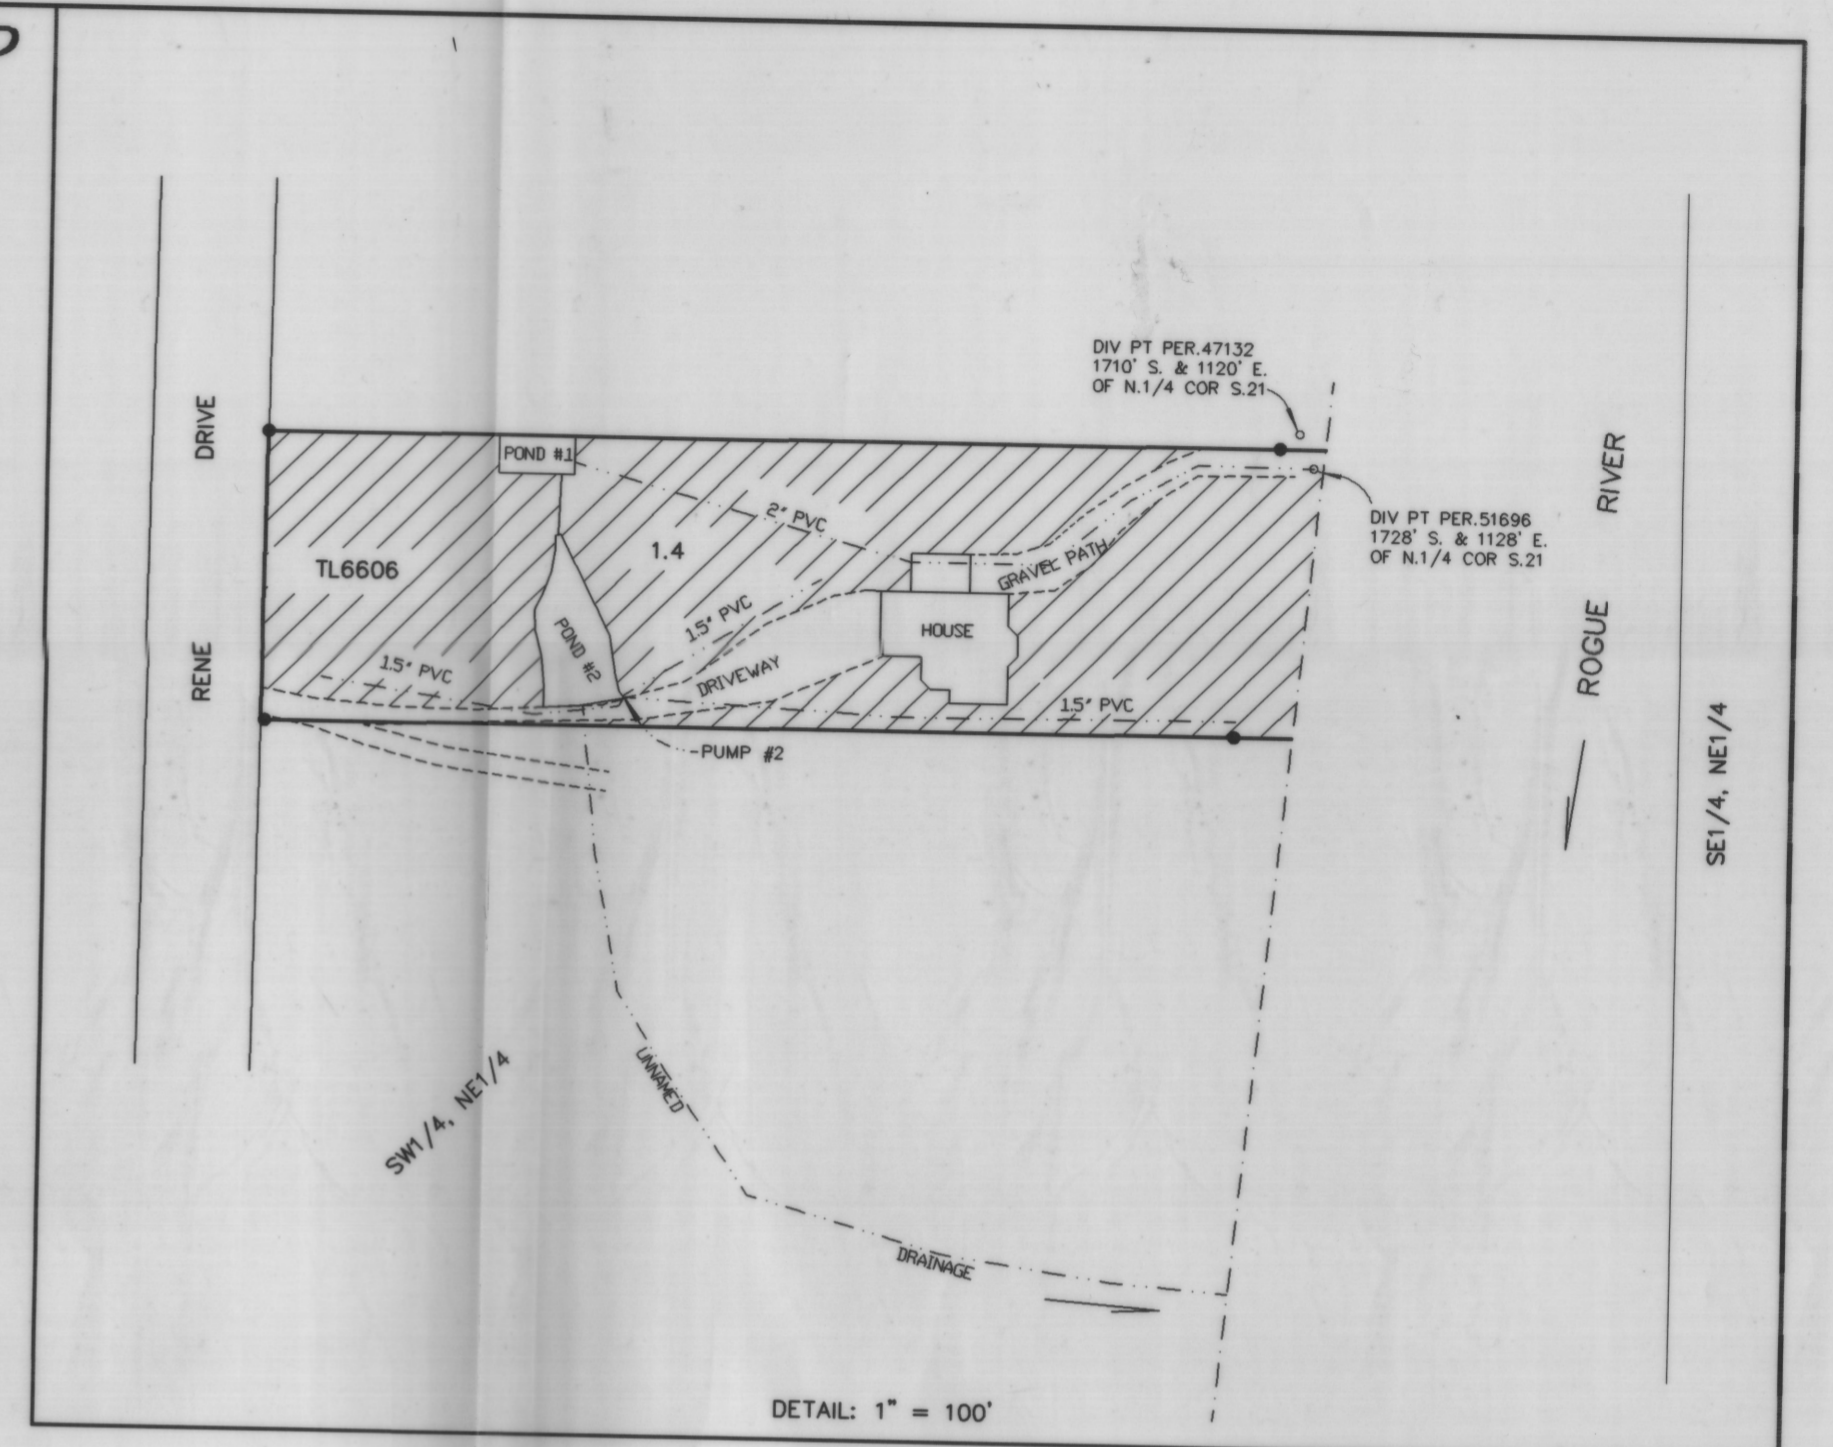 DIV PT PER.47132
1710' S. & 1120' E.
OF N.1/4 COR S.21
RENE DRIVE
POND #1
2" PVC
DIV PT PER.51696
1728' S. & 1128' E.
OF N.1/4 COR S.21
ROGUE RIVER
TL6606
1.4
GRAVEL PATH
1.5" PVC
HOUSE
POND #2
1.5" PVC
DRIVEWAY
1.5" PVC
PUMP #2
SE1/4, NE1/4
SW1/4, NE1/4
UNNAMED
DRAINAGE
DETAIL: 1" = 100'